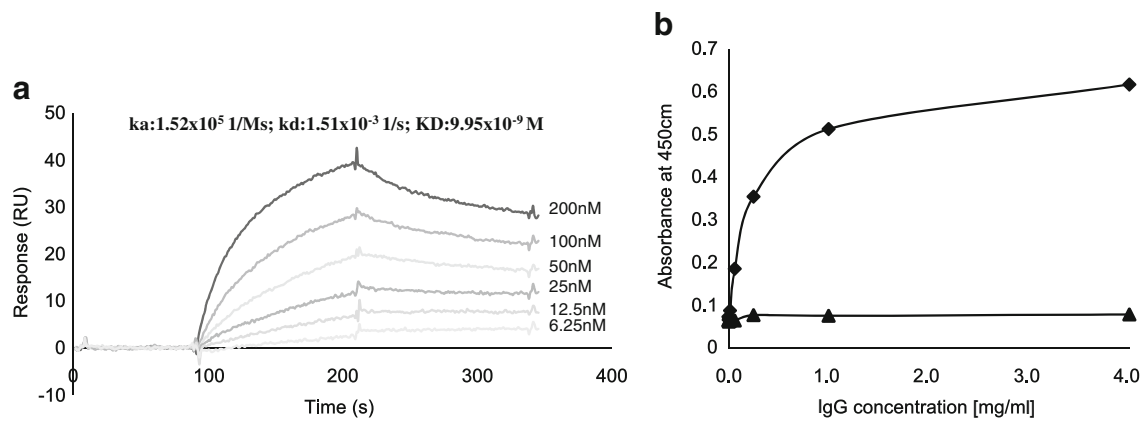 a
ka:1.52x10⁵ 1/Ms; kd:1.51x10⁻³ 1/s; KD:9.95x10⁻⁹ M
Response (RU)
50
40
30
20
10
0
-10
0
100
200
300
400
Time (s)
200nM
100nM
50nM
25nM
12.5nM
6.25nM
b
Absorbance at 450cm
0.7
0.6
0.5
0.4
0.3
0.2
0.1
0
0.0
1.0
2.0
3.0
4.0
IgG concentration [mg/ml]